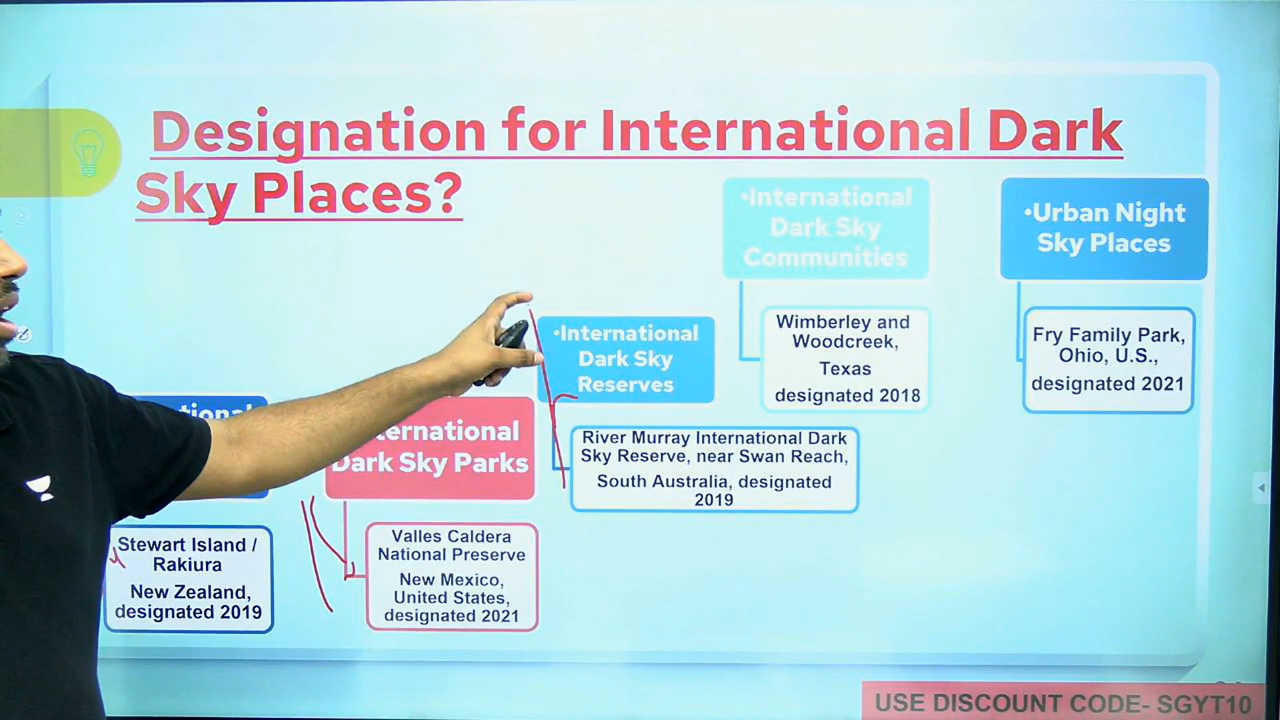 Designation for International Dark
Sky Places?
•International
Dark Sky
Communities
•Urban Night
Sky Places
Wimberley and
Woodcreek,
Texas
designated 2018
Fry Family Park,
Ohio, U.S.,
designated 2021
•International
Dark Sky
Reserves
River Murray International Dark
Sky Reserve, near Swan Reach,
South Australia, designated
2019
Dark Sky Parks
Valles Caldera
National Preserve
New Mexico,
United States,
designated 2021
Stewart Island /
Rakiura
New Zealand,
designated 2019
USE DISCOUNT CODE- SGYT10